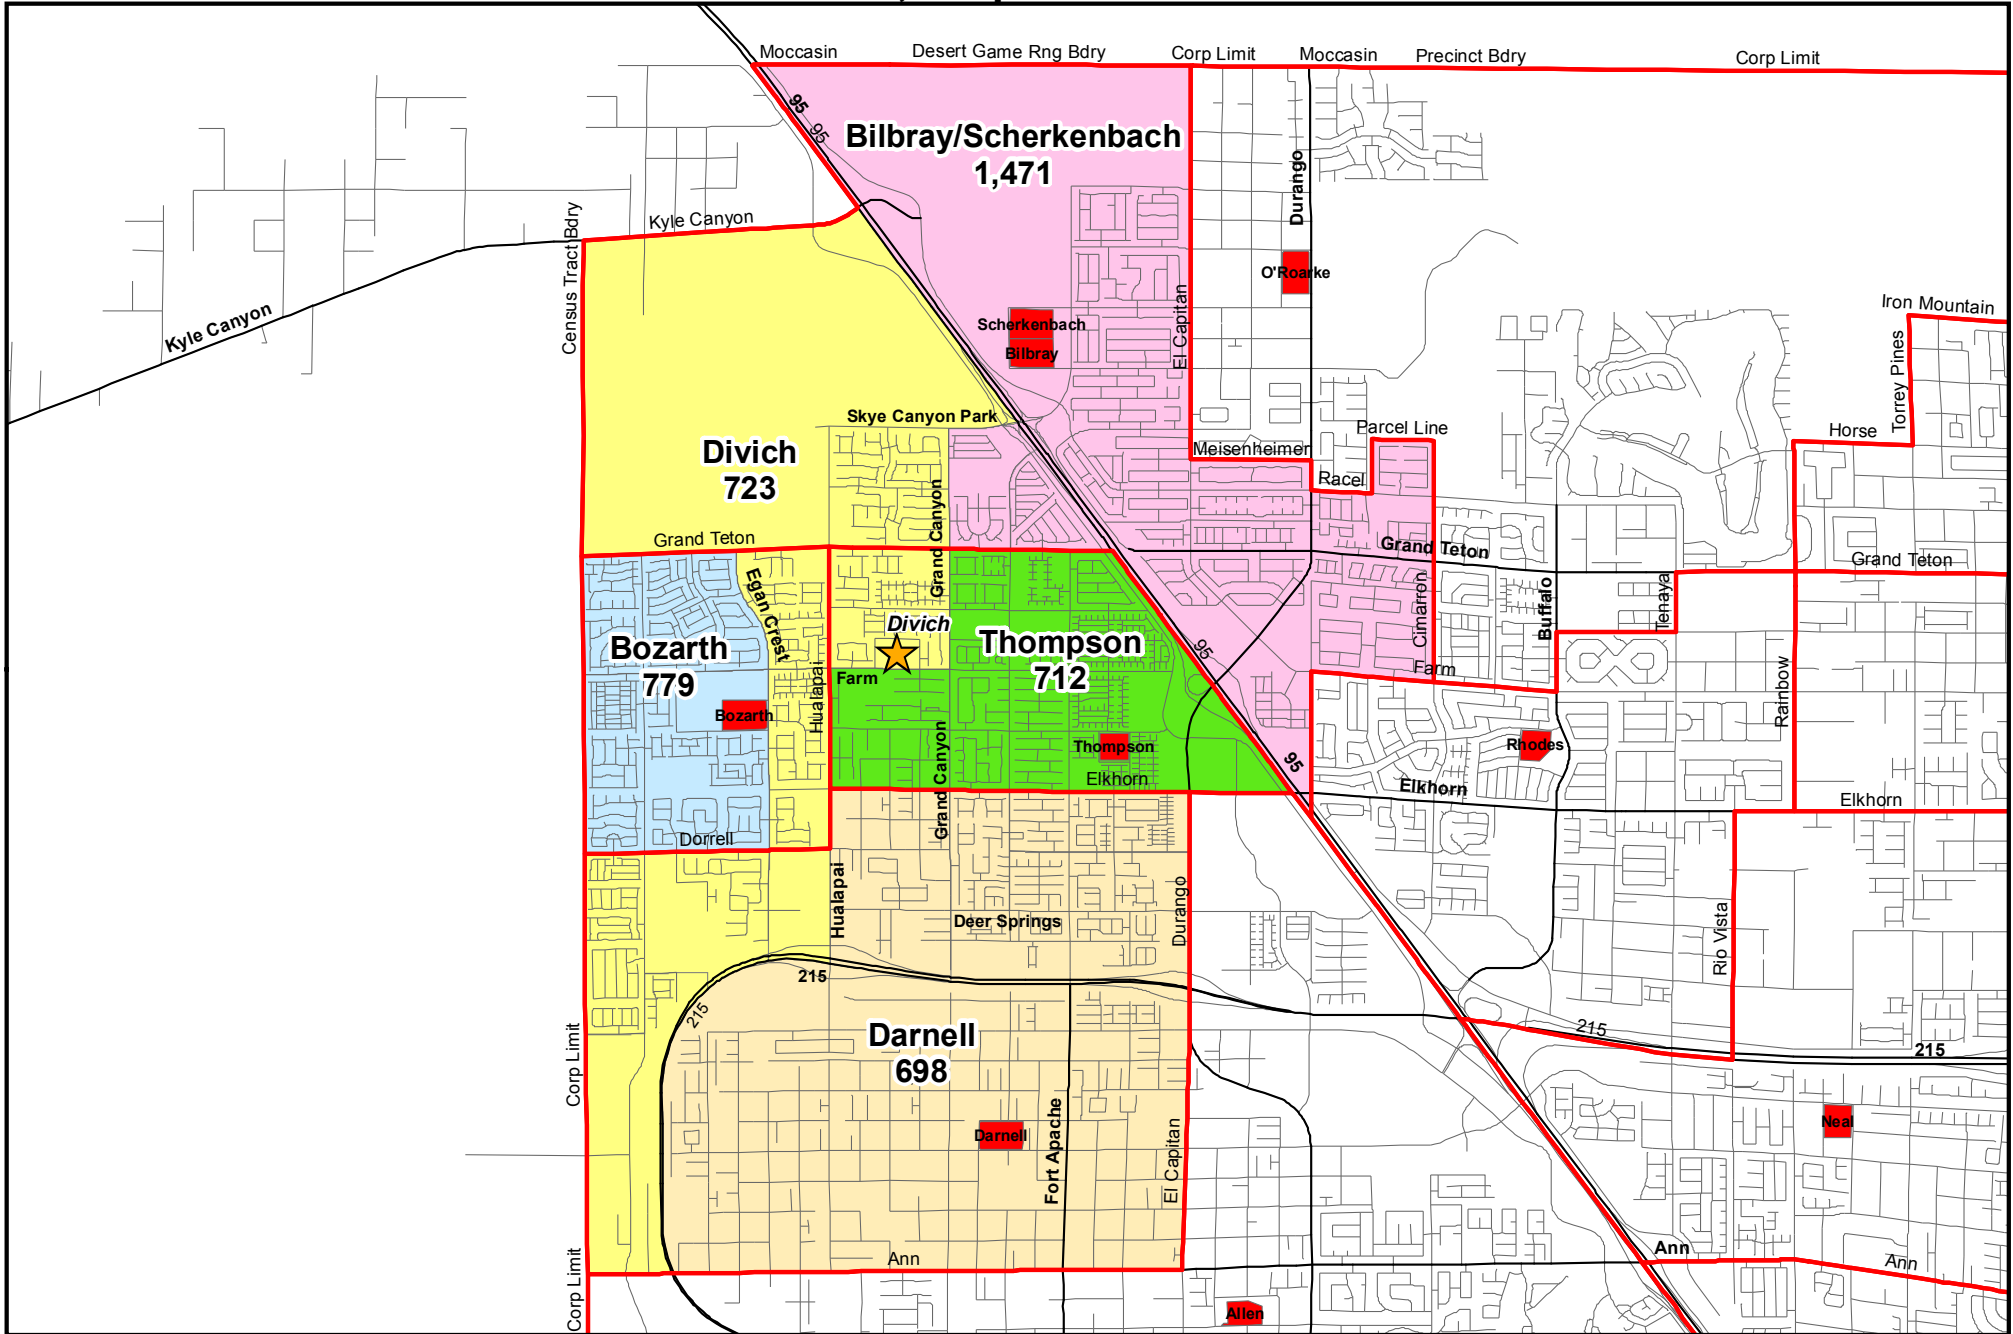 Moccasin
Desert Game Rng Bdry
Corp Limit
Moccasin
Precinct Bdry
Corp Limit
95
95
Bilbray/Scherkenbach
1,471
Durango
Kyle Canyon
Census Tract Bdry
O'Roarke
Kyle Canyon
Scherkenbach
Bilbray
El Capitan
Iron Mountain
Torrey Pines
Skye Canyon Park
Parcel Line
Horse
Meisenheimer
Racel
Divich
723
Grand Canyon
Grand Teton
Grand Teton
Grand Teton
Egan Crest
Grand Canyon
Cimarron
Buffalo
Tenaya
Divich
Bozarth
779
Thompson
712
95
Farm
Farm
Hualapai
Rainbow
Bozarth
Thompson
Rhodes
Grand Canyon
95
Elkhorn
Elkhorn
Elkhorn
Dorrell
Hualapai
Deer Springs
Durango
Rio Vista
215
215
215
215
Darnell
698
Corp Limit
Fort Apache
Darnell
El Capitan
Neal
Ann
Ann
Ann
Corp Limit
Allen